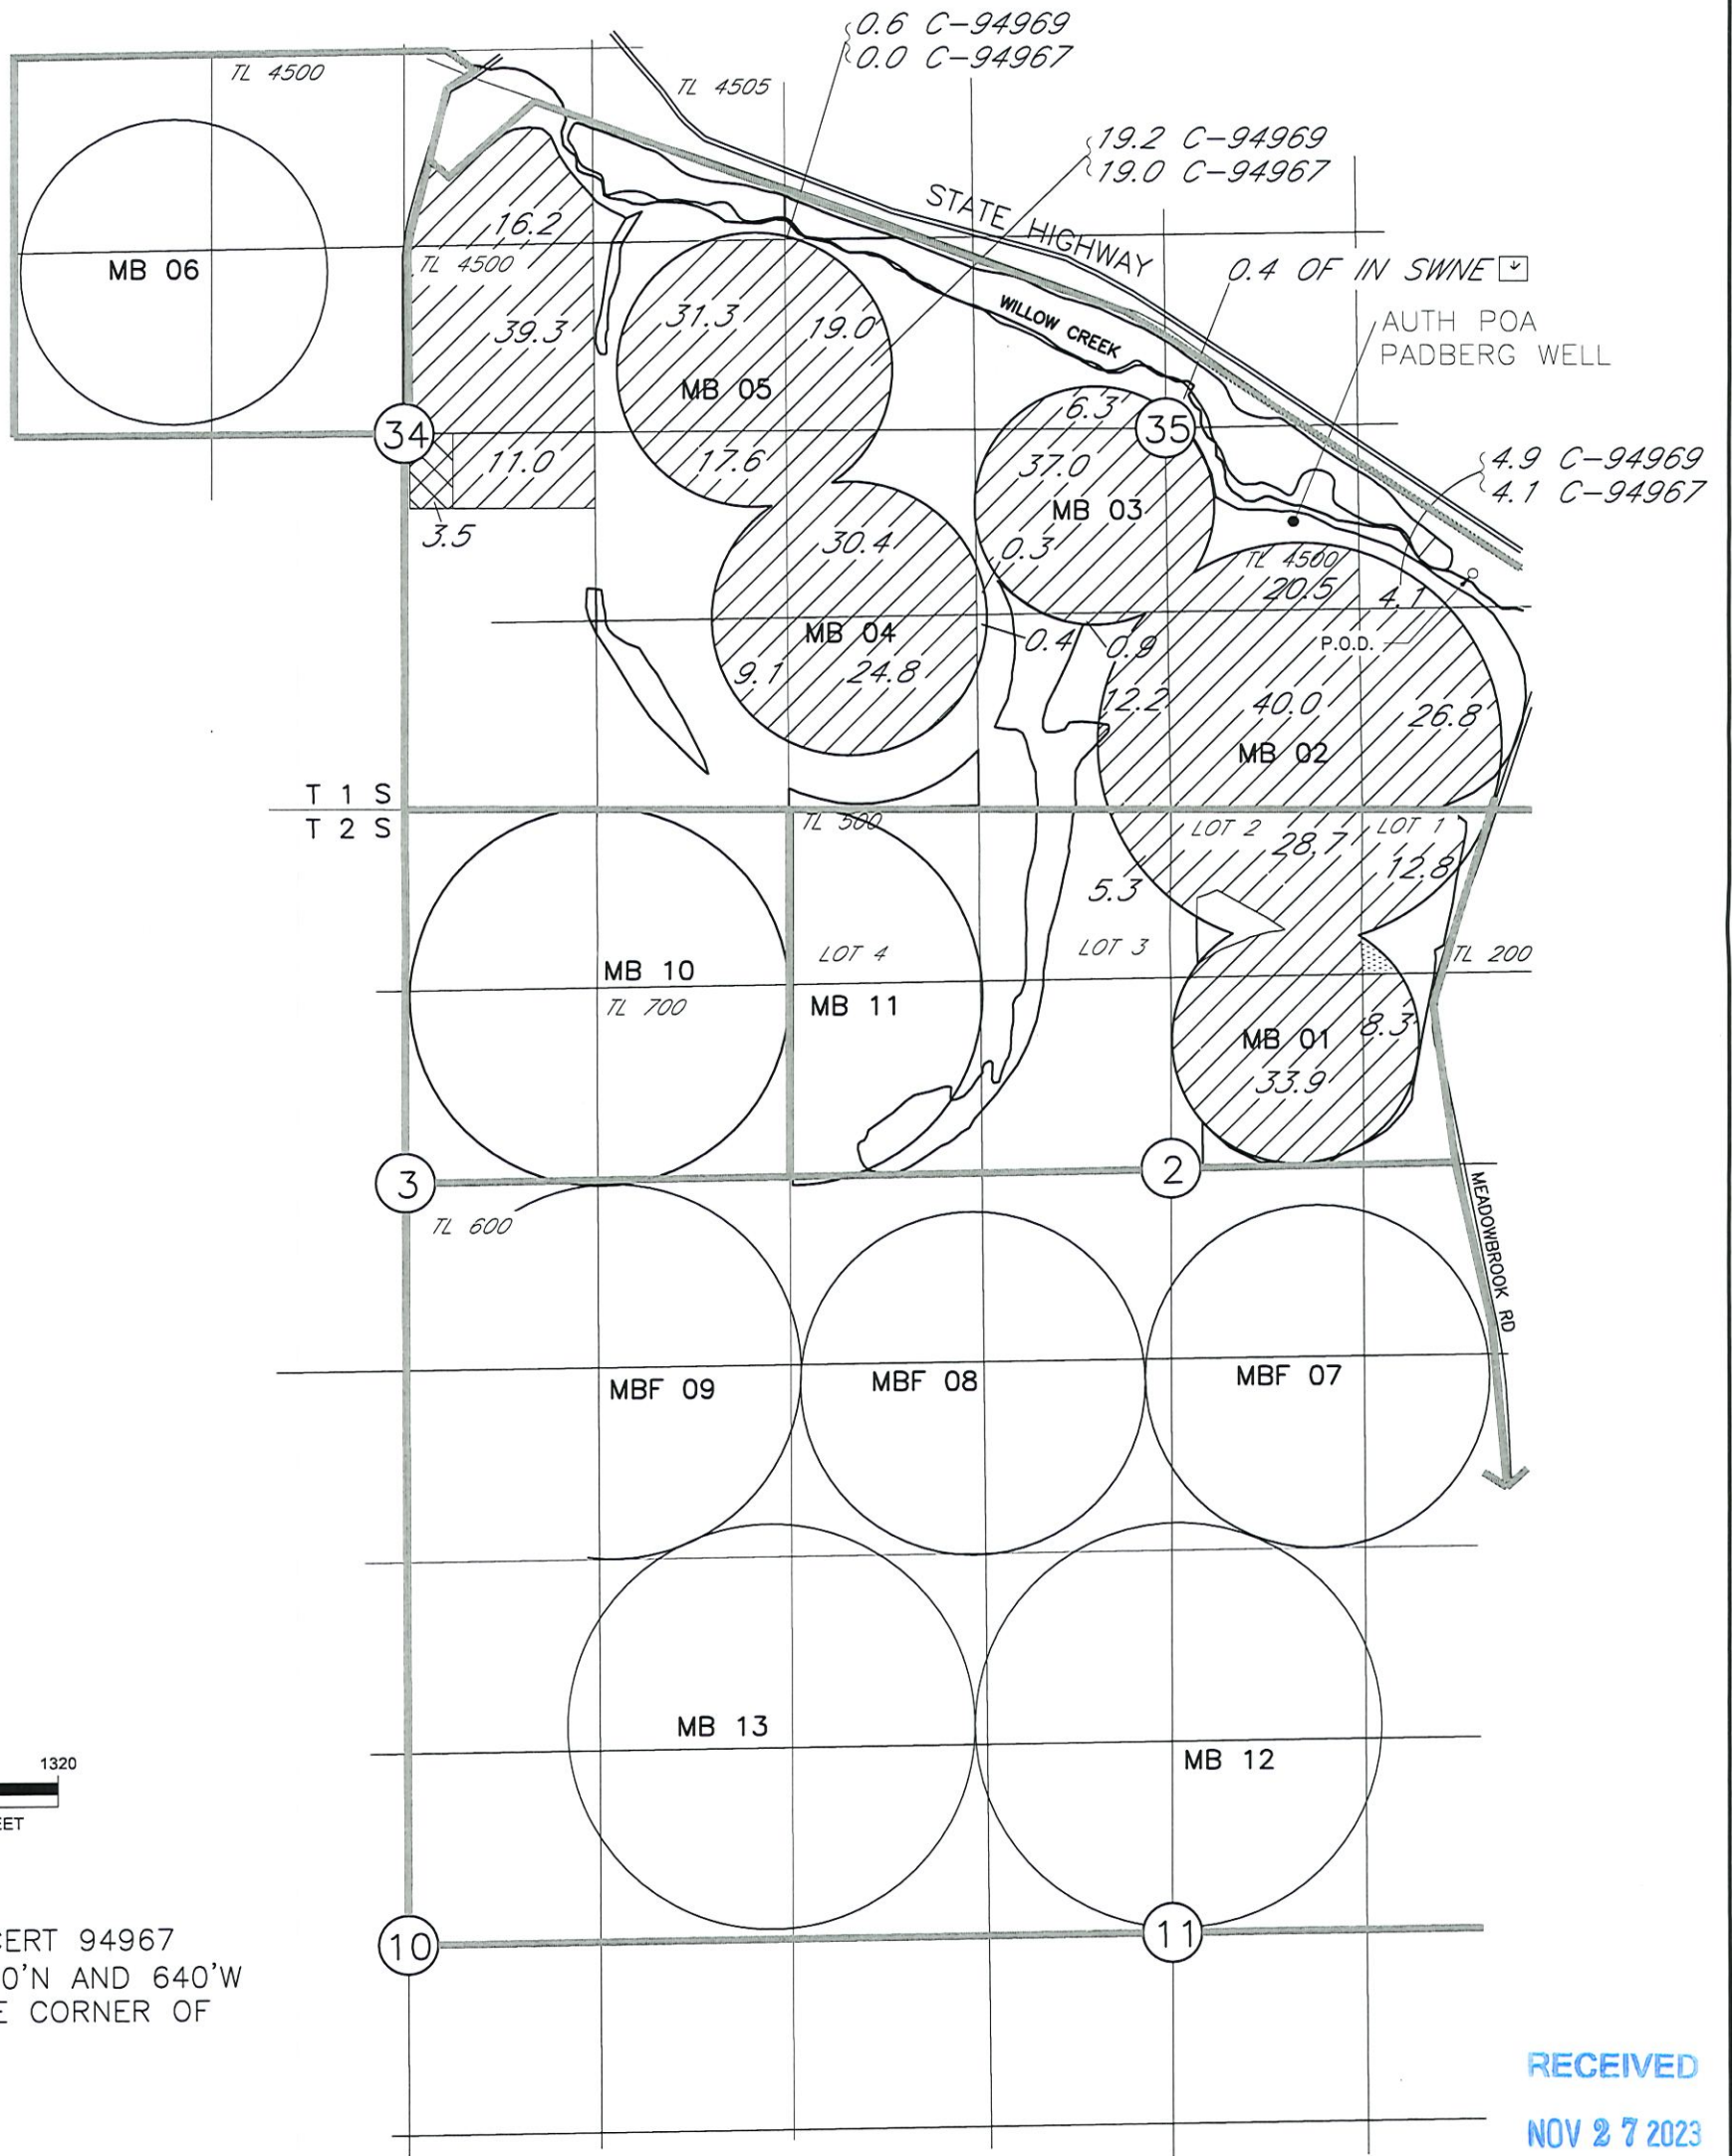 0.6 C-94969
0.0 C-94967
TL 4500
TL 4505
19.2 C-94969
19.0 C-94967
STATE HIGHWAY
16.2
MB 06
TL 4500
0.4 OF IN SWNE
WILLOW CREEK
AUTH POA
PADBERG WELL
31.3
19.0
39.3
MB 05
6.3
34
35
17.6
11.0
37.0
4.9 C-94969
4.1 C-94967
MB 03
3.5
30.4
0.3
TL 4500
20.5
4.1
MB 04
0.4
0.9
P.O.D.
9.1
24.8
12.2
40.0
26.8
MB 02
T 1 S
T 2 S
TL 500
LOT 2
28.7
LOT 1
12.8
5.3
LOT 4
LOT 3
TL 200
MB 10
TL 700
MB 11
8.3
MB 01
33.9
3
2
TL 600
MEADOWBROOK RD
MBF 09
MBF 08
MBF 07
MB 13
MB 12
1320
EET
CERT 94967
0'N AND 640'W
E CORNER OF
10
11
RECEIVED
NOV 27 2023